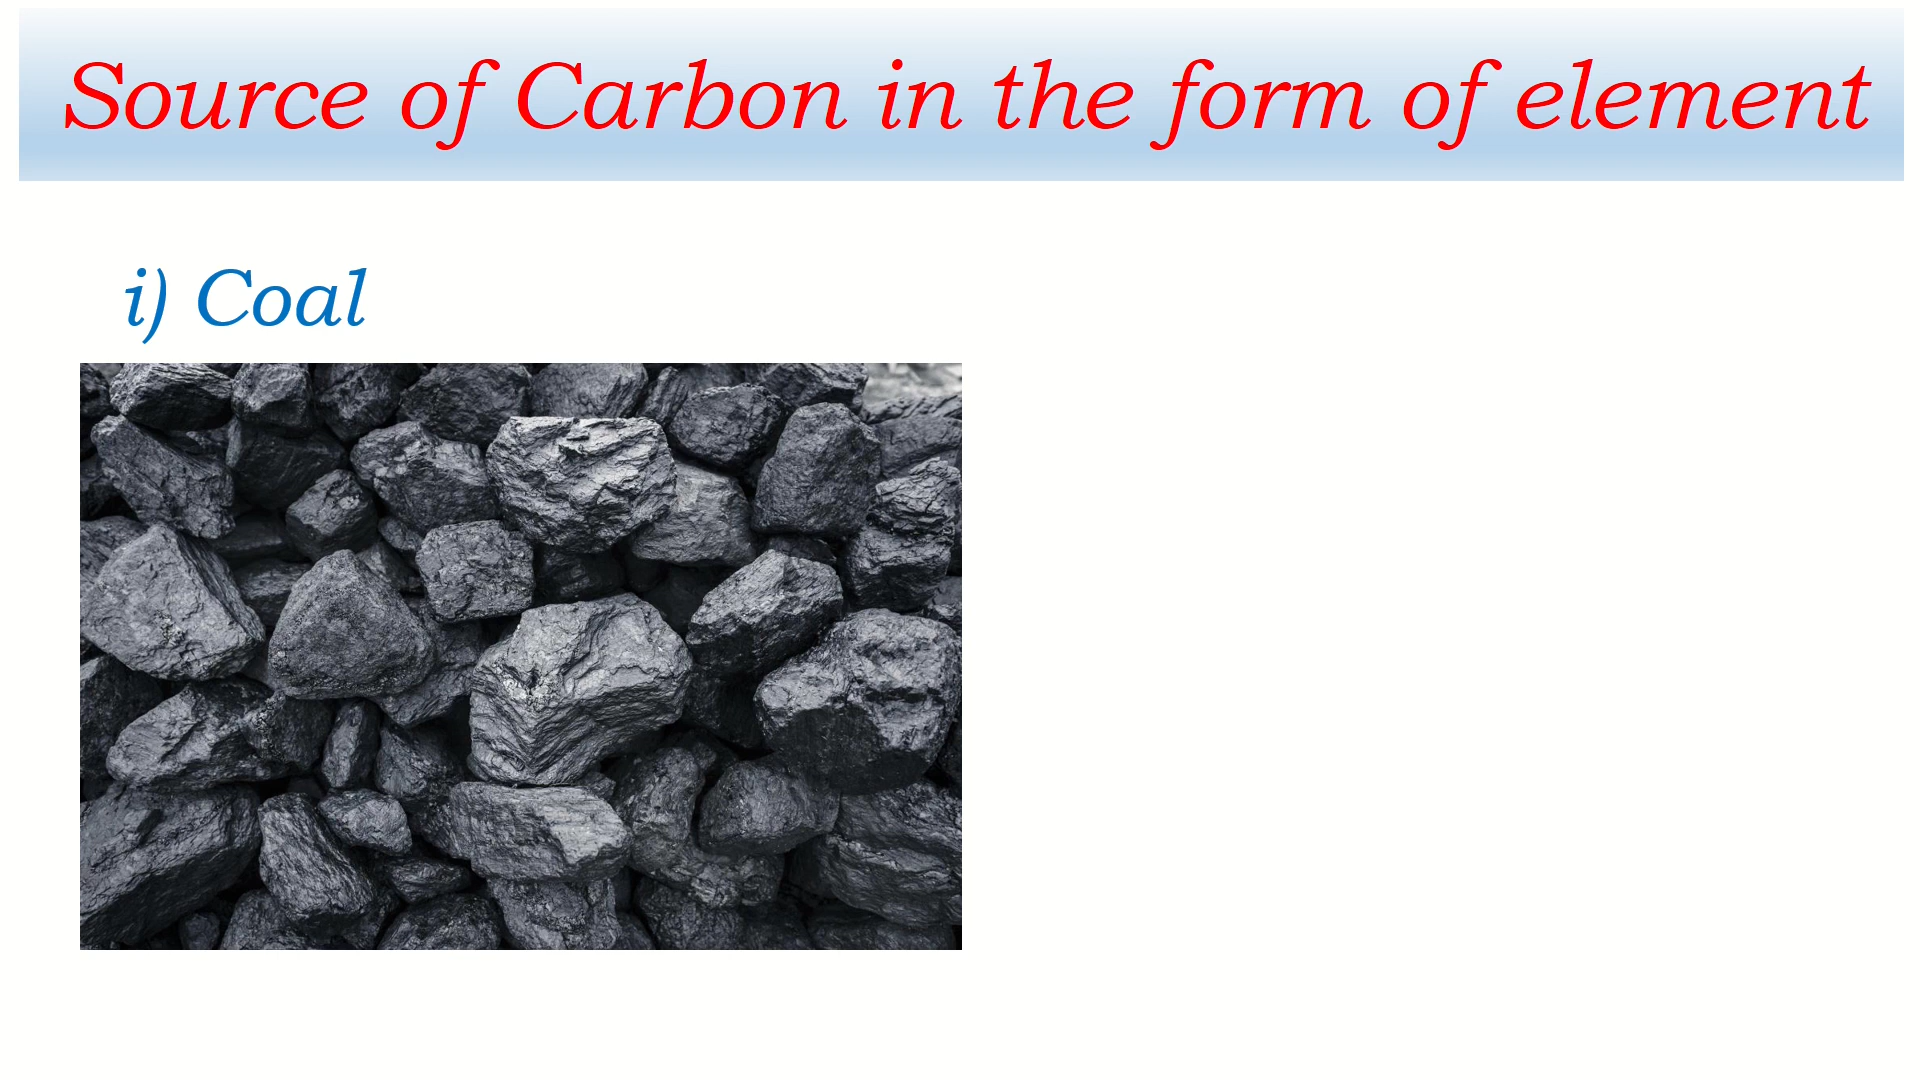 Source of Carbon in the form of element
i) Coal